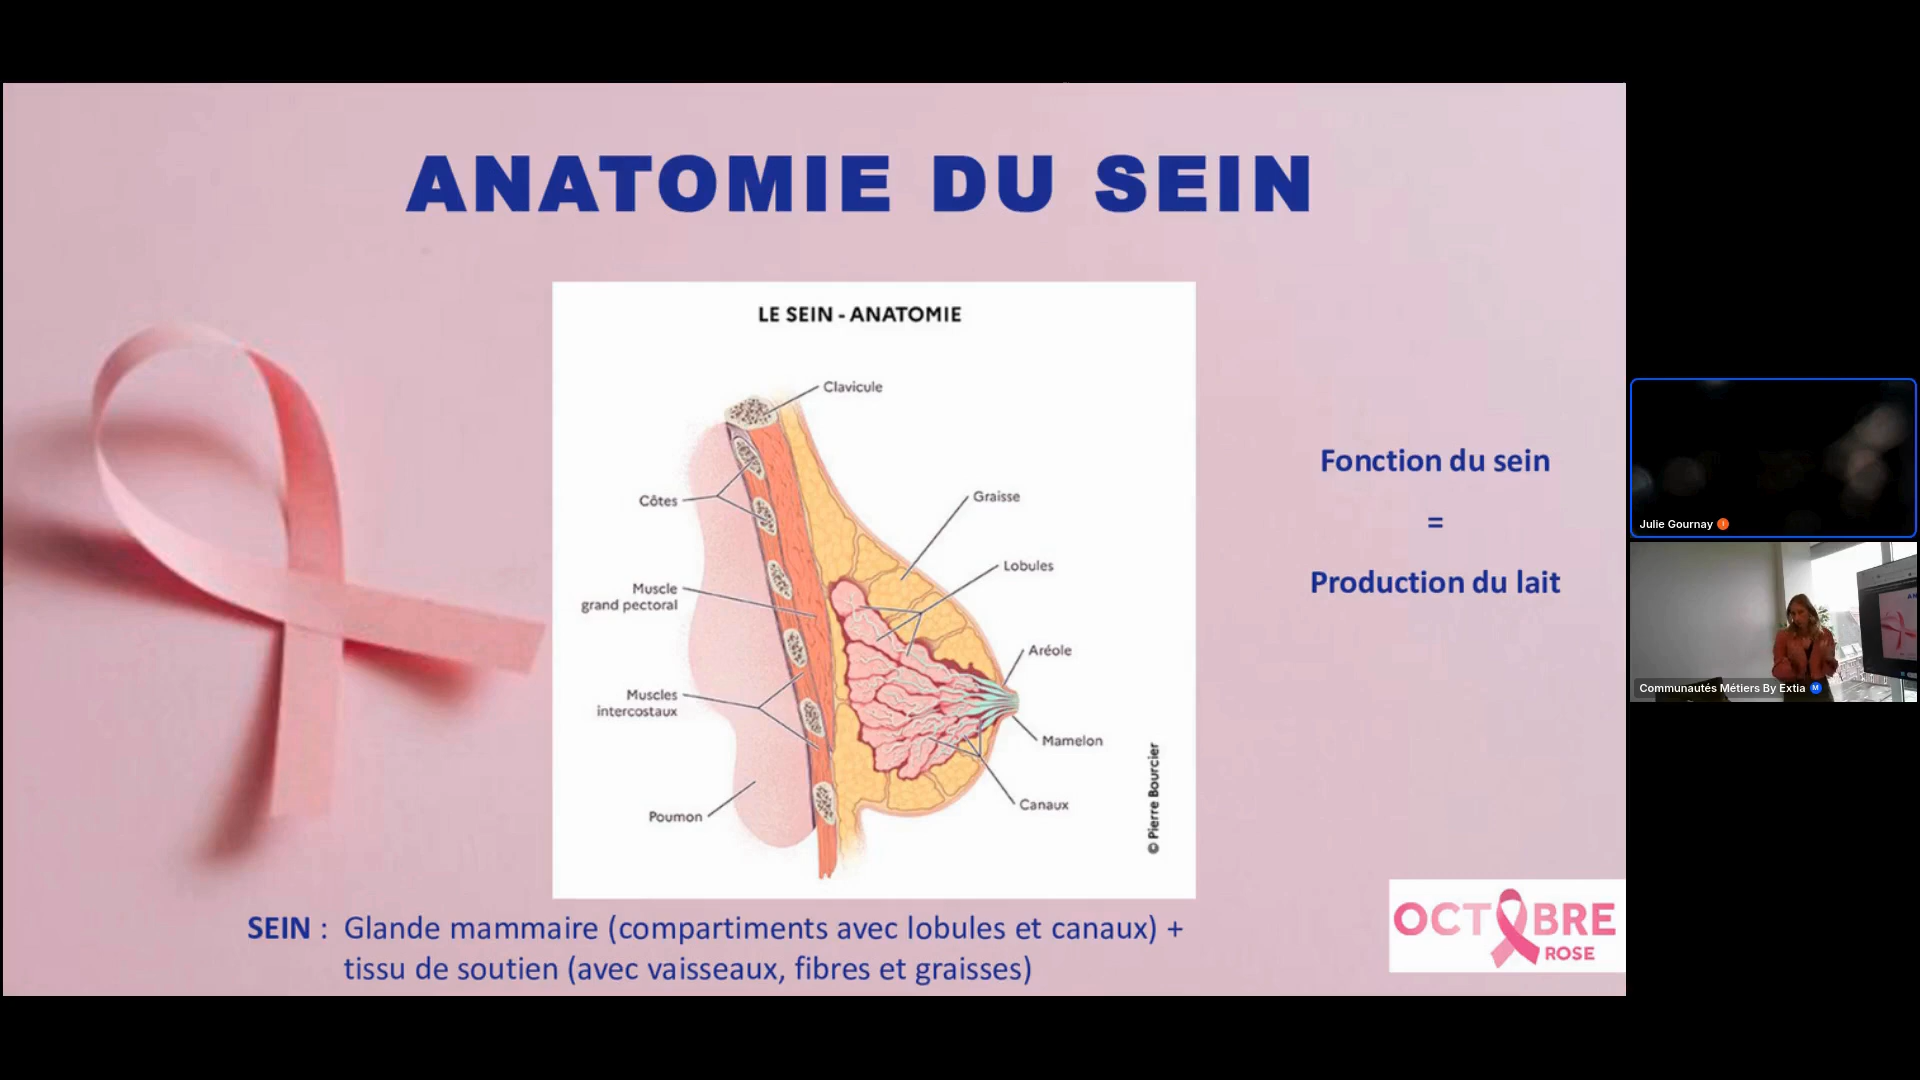 ANATOMIE DU SEIN
LE SEIN - ANATOMIE
Clavicule
Côtes
Graisse
Lobules
Muscle
grand pectoral
Aréole
Muscles
intercostaux
Mamelon
Canaux
Poumon
© Pierre Bourcier
Fonction du sein
=
Production du lait
SEIN : Glande mammaire (compartiments avec lobules et canaux) +
tissu de soutien (avec vaisseaux, fibres et graisses)
OCTOBRE
ROSE
Julie Gournay
Communautés Métiers By Extia M